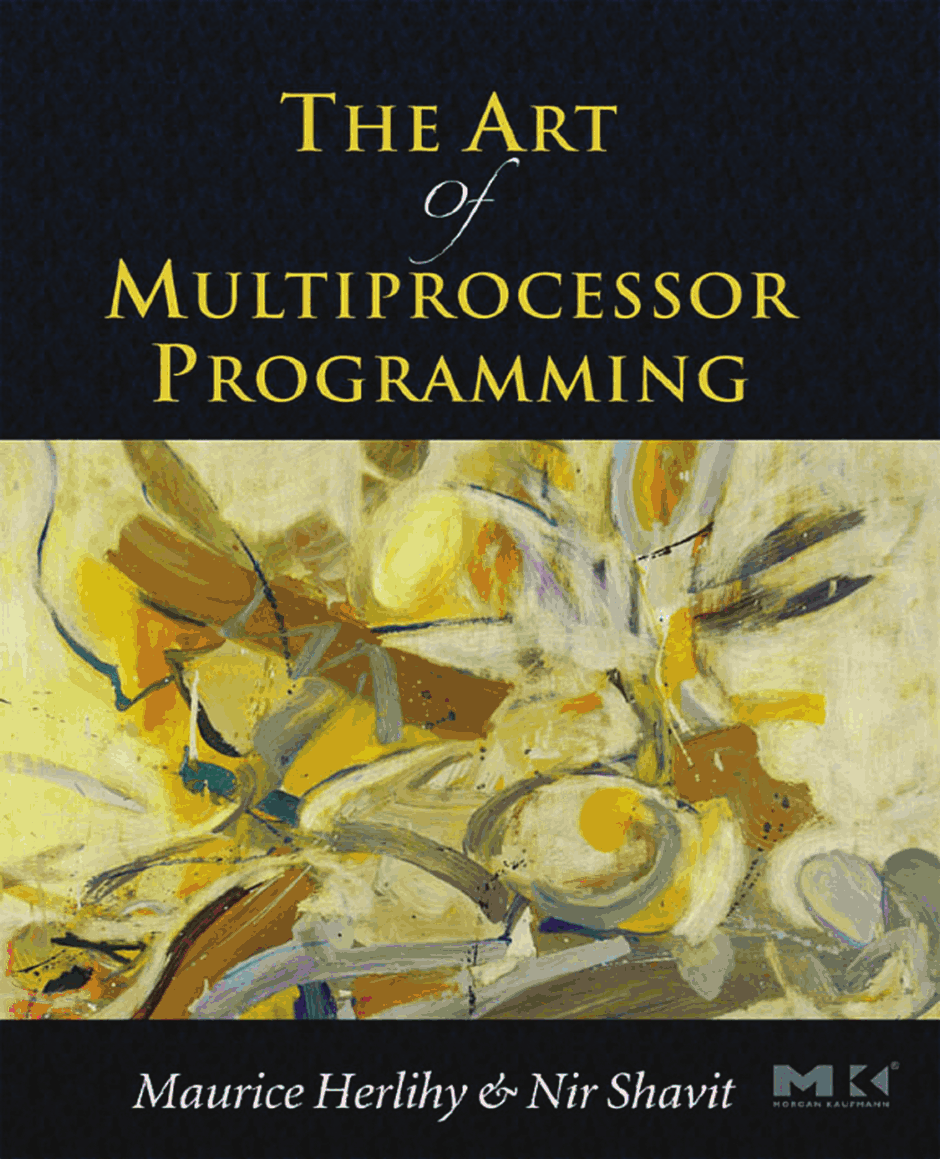 THE ART
of
MULTIPROCESSOR
PROGRAMMING
Maurice Herlihy & Nir Shavit
MK®
MORGAN KAUFMANN